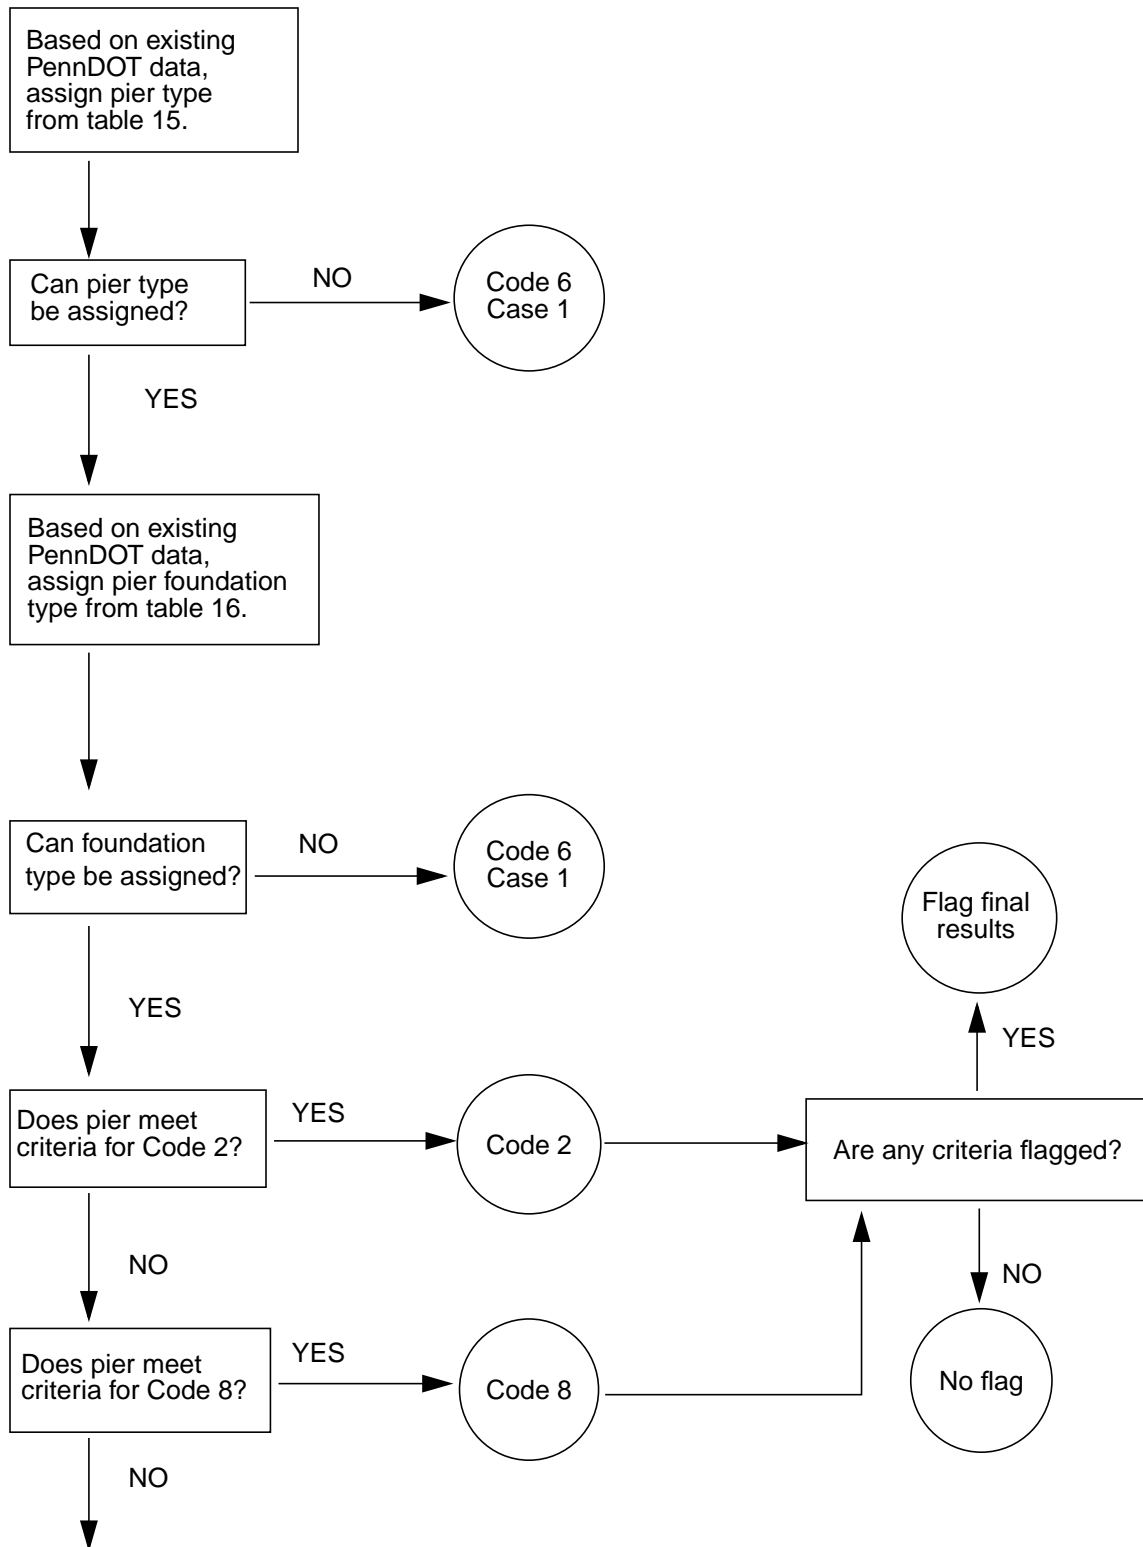 Based on existing
PennDOT data,
assign pier type
from table 15.
Can pier type
be assigned?
NO
Code 6
Case 1
YES
Based on existing
PennDOT data,
assign pier foundation
type from table 16.
Can foundation
type be assigned?
NO
Code 6
Case 1
Flag final
results
YES
YES
Does pier meet
criteria for Code 2?
YES
Code 2
Are any criteria flagged?
NO
NO
Does pier meet
criteria for Code 8?
YES
Code 8
No flag
NO